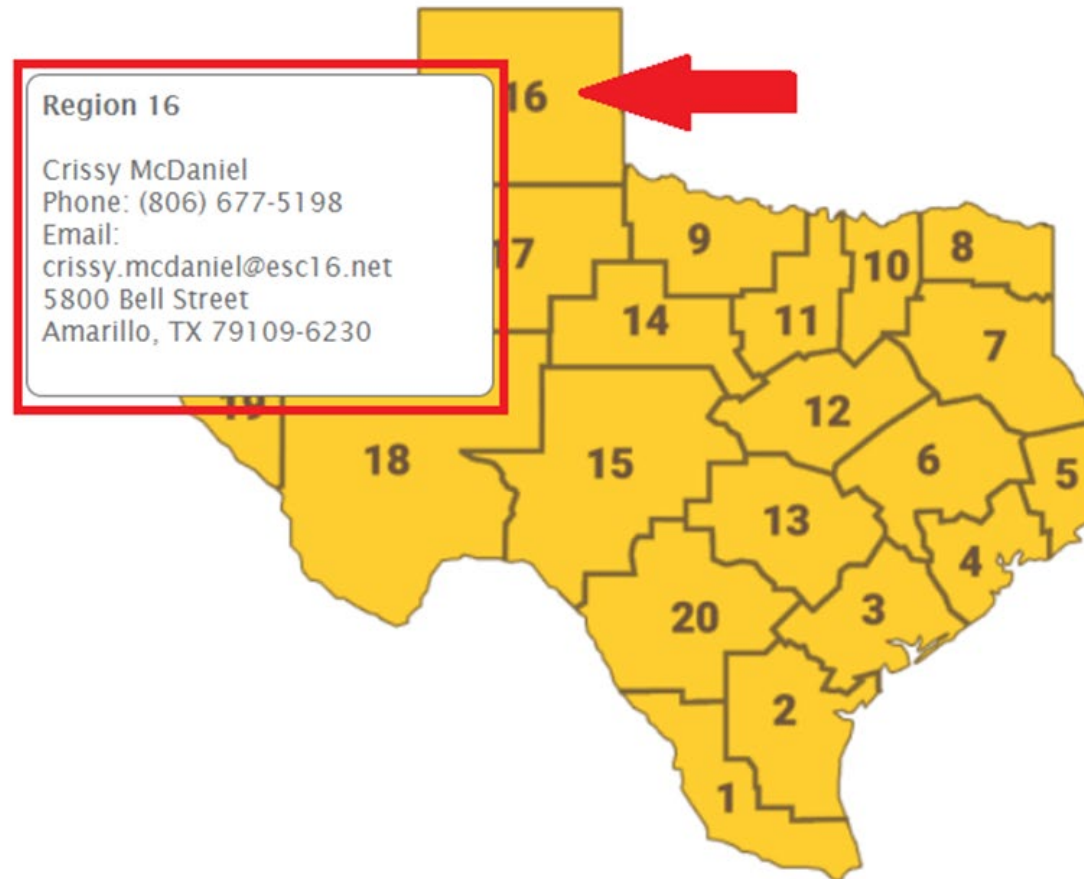 Region 16
Crissy McDaniel
Phone: (806) 677-5198
Email:
crissy.mcdaniel@esc16.net
5800 Bell Street
Amarillo, TX 79109-6230
16
17
9
10
8
14
11
7
19
18
15
12
6
5
13
4
20
3
2
1